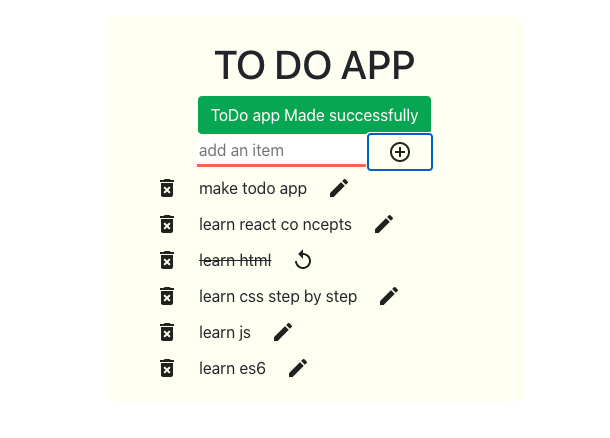 TO DO APP
ToDo app Made successfully
add an item
make todo app
learn react co ncepts
learn html
learn css step by step
learn js
learn es6